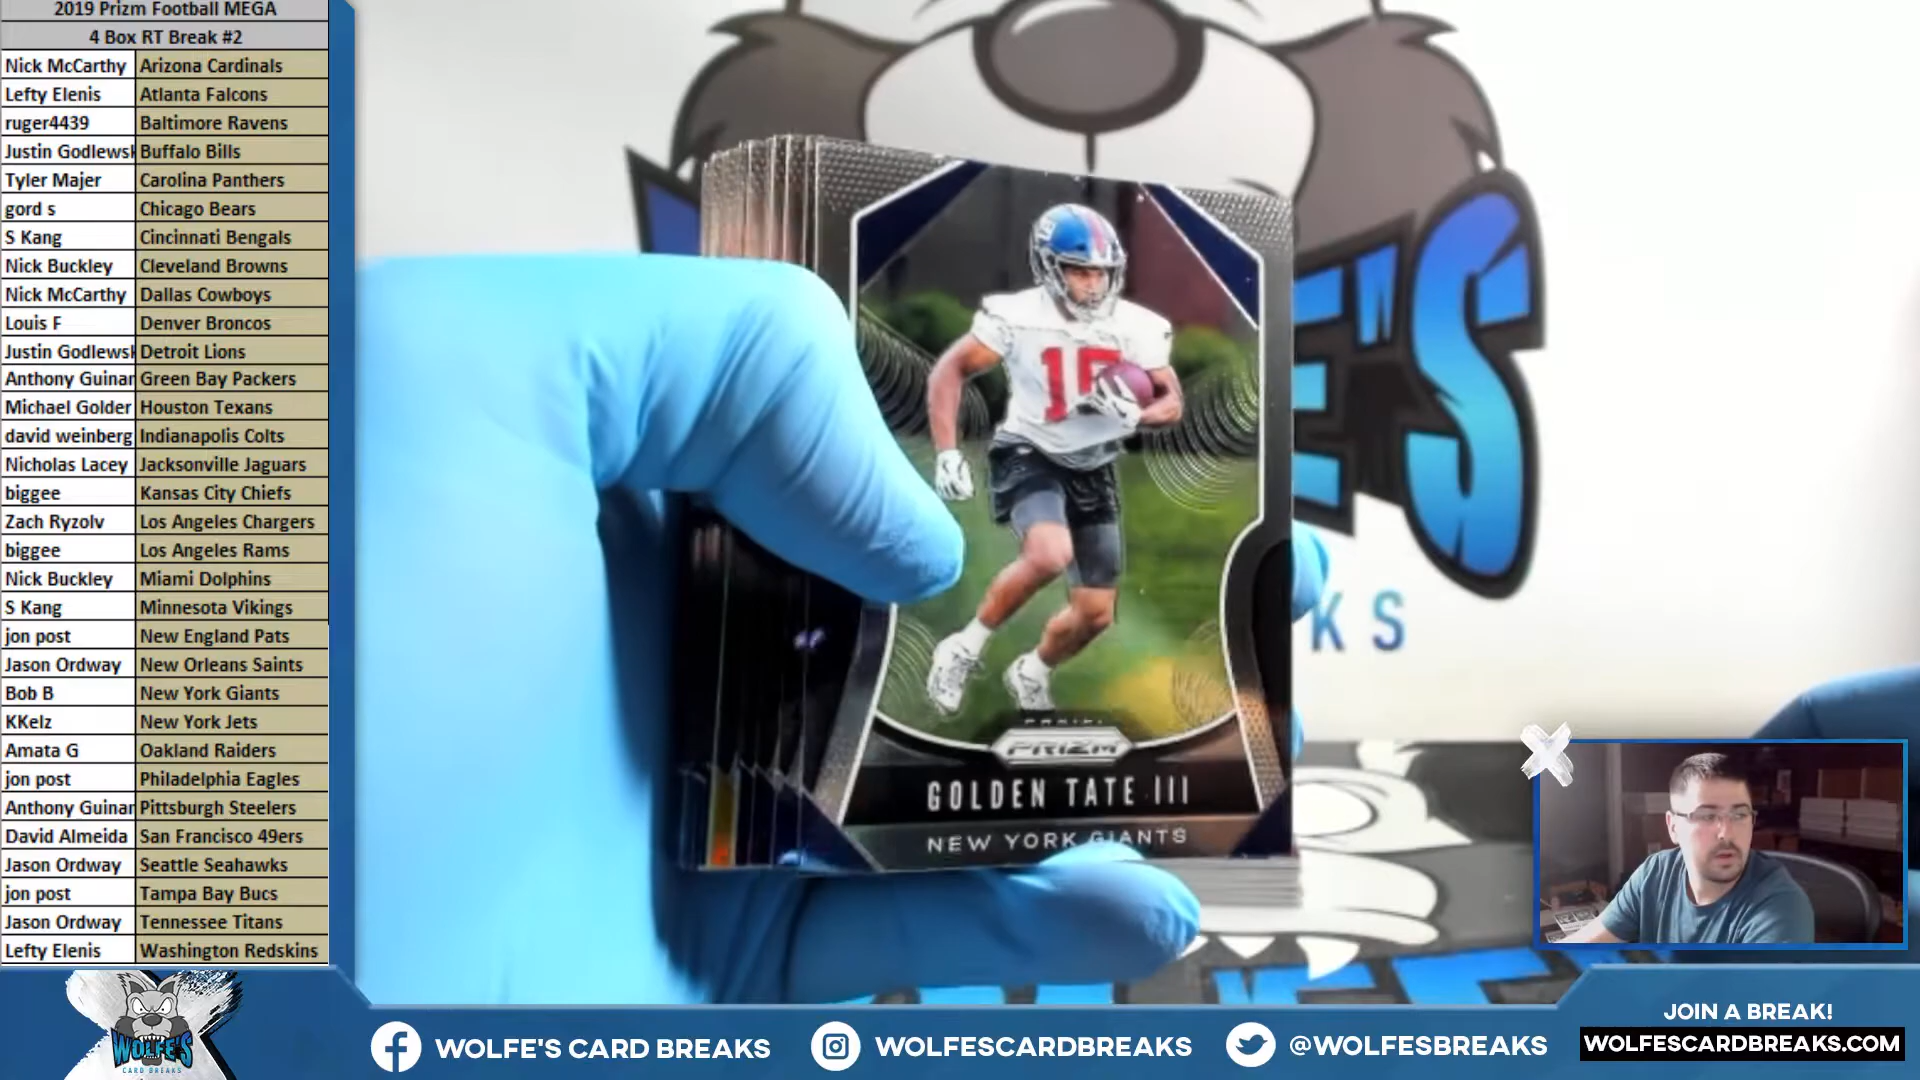 2019 Prizm Football MEGA
4 Box RT Break #2
Nick McCarthy Arizona Cardinals
Lefty Elenis Atlanta Falcons
ruger4439 Baltimore Ravens
Justin Godlewsk Buffalo Bills
Tyler Majer Carolina Panthers
gord s Chicago Bears
S Kang Cincinnati Bengals
Nick Buckley Cleveland Browns
Nick McCarthy Dallas Cowboys
Louis F Denver Broncos
Justin Godlewsk Detroit Lions
Anthony Guinar Green Bay Packers
Michael Golder Houston Texans
david weinberg Indianapolis Colts
Nicholas Lacey Jacksonville Jaguars
biggee Kansas City Chiefs
Zach Ryzolv Los Angeles Chargers
biggee Los Angeles Rams
Nick Buckley Miami Dolphins
S Kang Minnesota Vikings
jon post New England Pats
Jason Ordway New Orleans Saints
Bob B New York Giants
KKelz New York Jets
Amata G Oakland Raiders
jon post Philadelphia Eagles
Anthony Guinar Pittsburgh Steelers
David Almeida San Francisco 49ers
Jason Ordway Seattle Seahawks
jon post Tampa Bay Bucs
Jason Ordway Tennessee Titans
Lefty Elenis Washington Redskins
E'S
KS
PRIZM
GOLDEN TATE III
NEW YORK GIANTS
WOLFE'S
CARD BREAKS
WOLFE'S CARD BREAKS
WOLFESCARDBREAKS
@WOLFESBREAKS
JOIN A BREAK!
WOLFESCARDBREAKS.COM